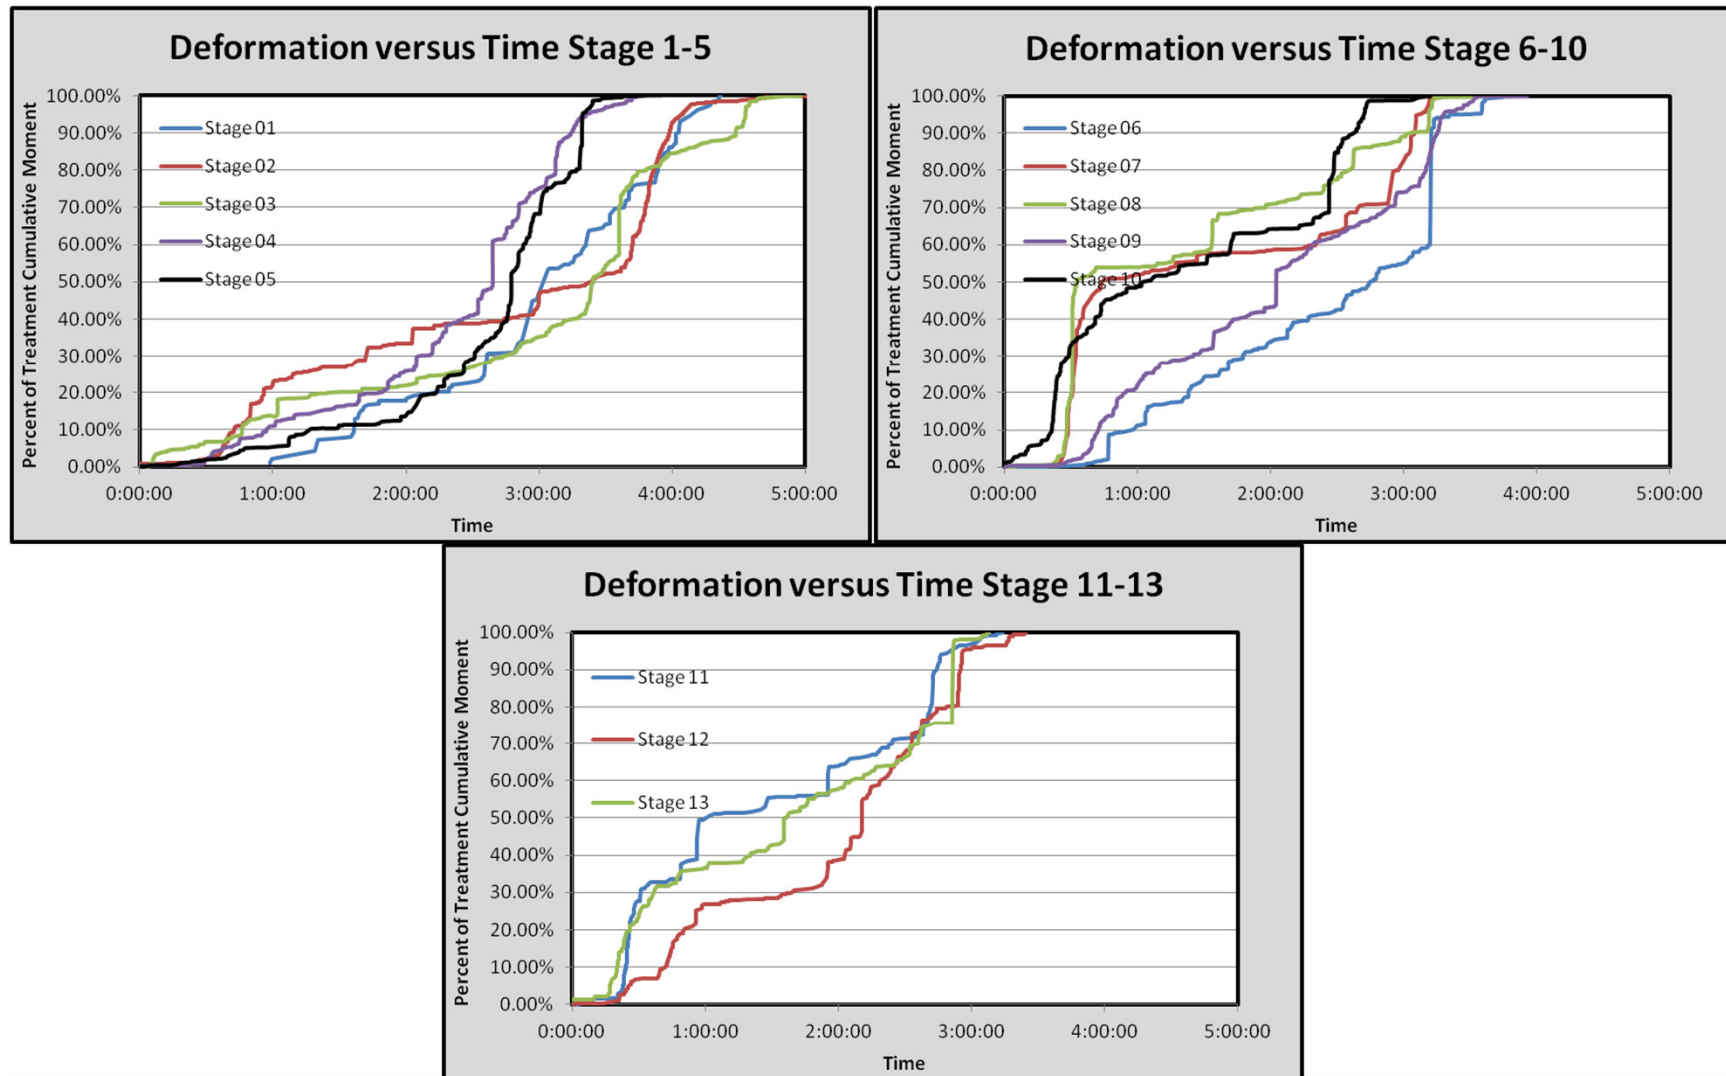 Deformation versus Time Stage 1-5
Percent of Treatment Cumulative Moment
100.00%
90.00%
80.00%
70.00%
60.00%
50.00%
40.00%
30.00%
20.00%
10.00%
0.00%
Stage 01
Stage 02
Stage 03
Stage 04
Stage 05
0:00:00 1:00:00 2:00:00 3:00:00 4:00:00 5:00:00
Time
Deformation versus Time Stage 6-10
Percent of Treatment Cumulative Moment
100.00%
90.00%
80.00%
70.00%
60.00%
50.00%
40.00%
30.00%
20.00%
10.00%
0.00%
Stage 06
Stage 07
Stage 08
Stage 09
Stage 10
0:00:00 1:00:00 2:00:00 3:00:00 4:00:00 5:00:00
Time
Deformation versus Time Stage 11-13
Percent of Treatment Cumulative Moment
100.00%
90.00%
80.00%
70.00%
60.00%
50.00%
40.00%
30.00%
20.00%
10.00%
0.00%
Stage 11
Stage 12
Stage 13
0:00:00 1:00:00 2:00:00 3:00:00 4:00:00 5:00:00
Time